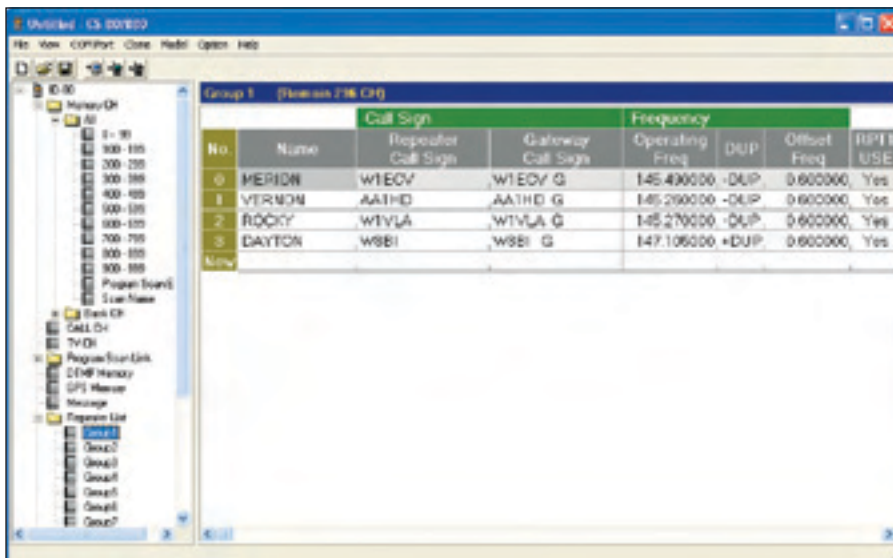 Untitled - CS-80/880
File View COM Port Clone Model Option Help
Group 1 (Remain 296 CH)
Call Sign Frequency
No. Name Repeater Call Sign Gateway Call Sign Operating Freq DUP Offset Freq RPT USE
0 MERIDN W1ECV W1ECV G 145.490000 -DUP 0.600000 Yes
1 VERNON AA1HD AA1HD G 145.260000 -DUP 0.600000 Yes
2 ROCKY W1VLA W1VLA G 145.270000 -DUP 0.600000 Yes
3 DAYTON W8BI W8BI G 147.105000 +DUP 0.600000 Yes
New
ID-80
Memory CH
All
0 - 99
100 - 199
200 - 299
300 - 399
400 - 499
500 - 599
600 - 699
700 - 799
800 - 899
900 - 999
Program Scan E
Scan Name
Bank CH
CALL CH
TV CH
Program Scan Link
DTMF Memory
GPS Memory
Message
Repeater List
Group1
Group2
Group3
Group4
Group5
Group6
Group7